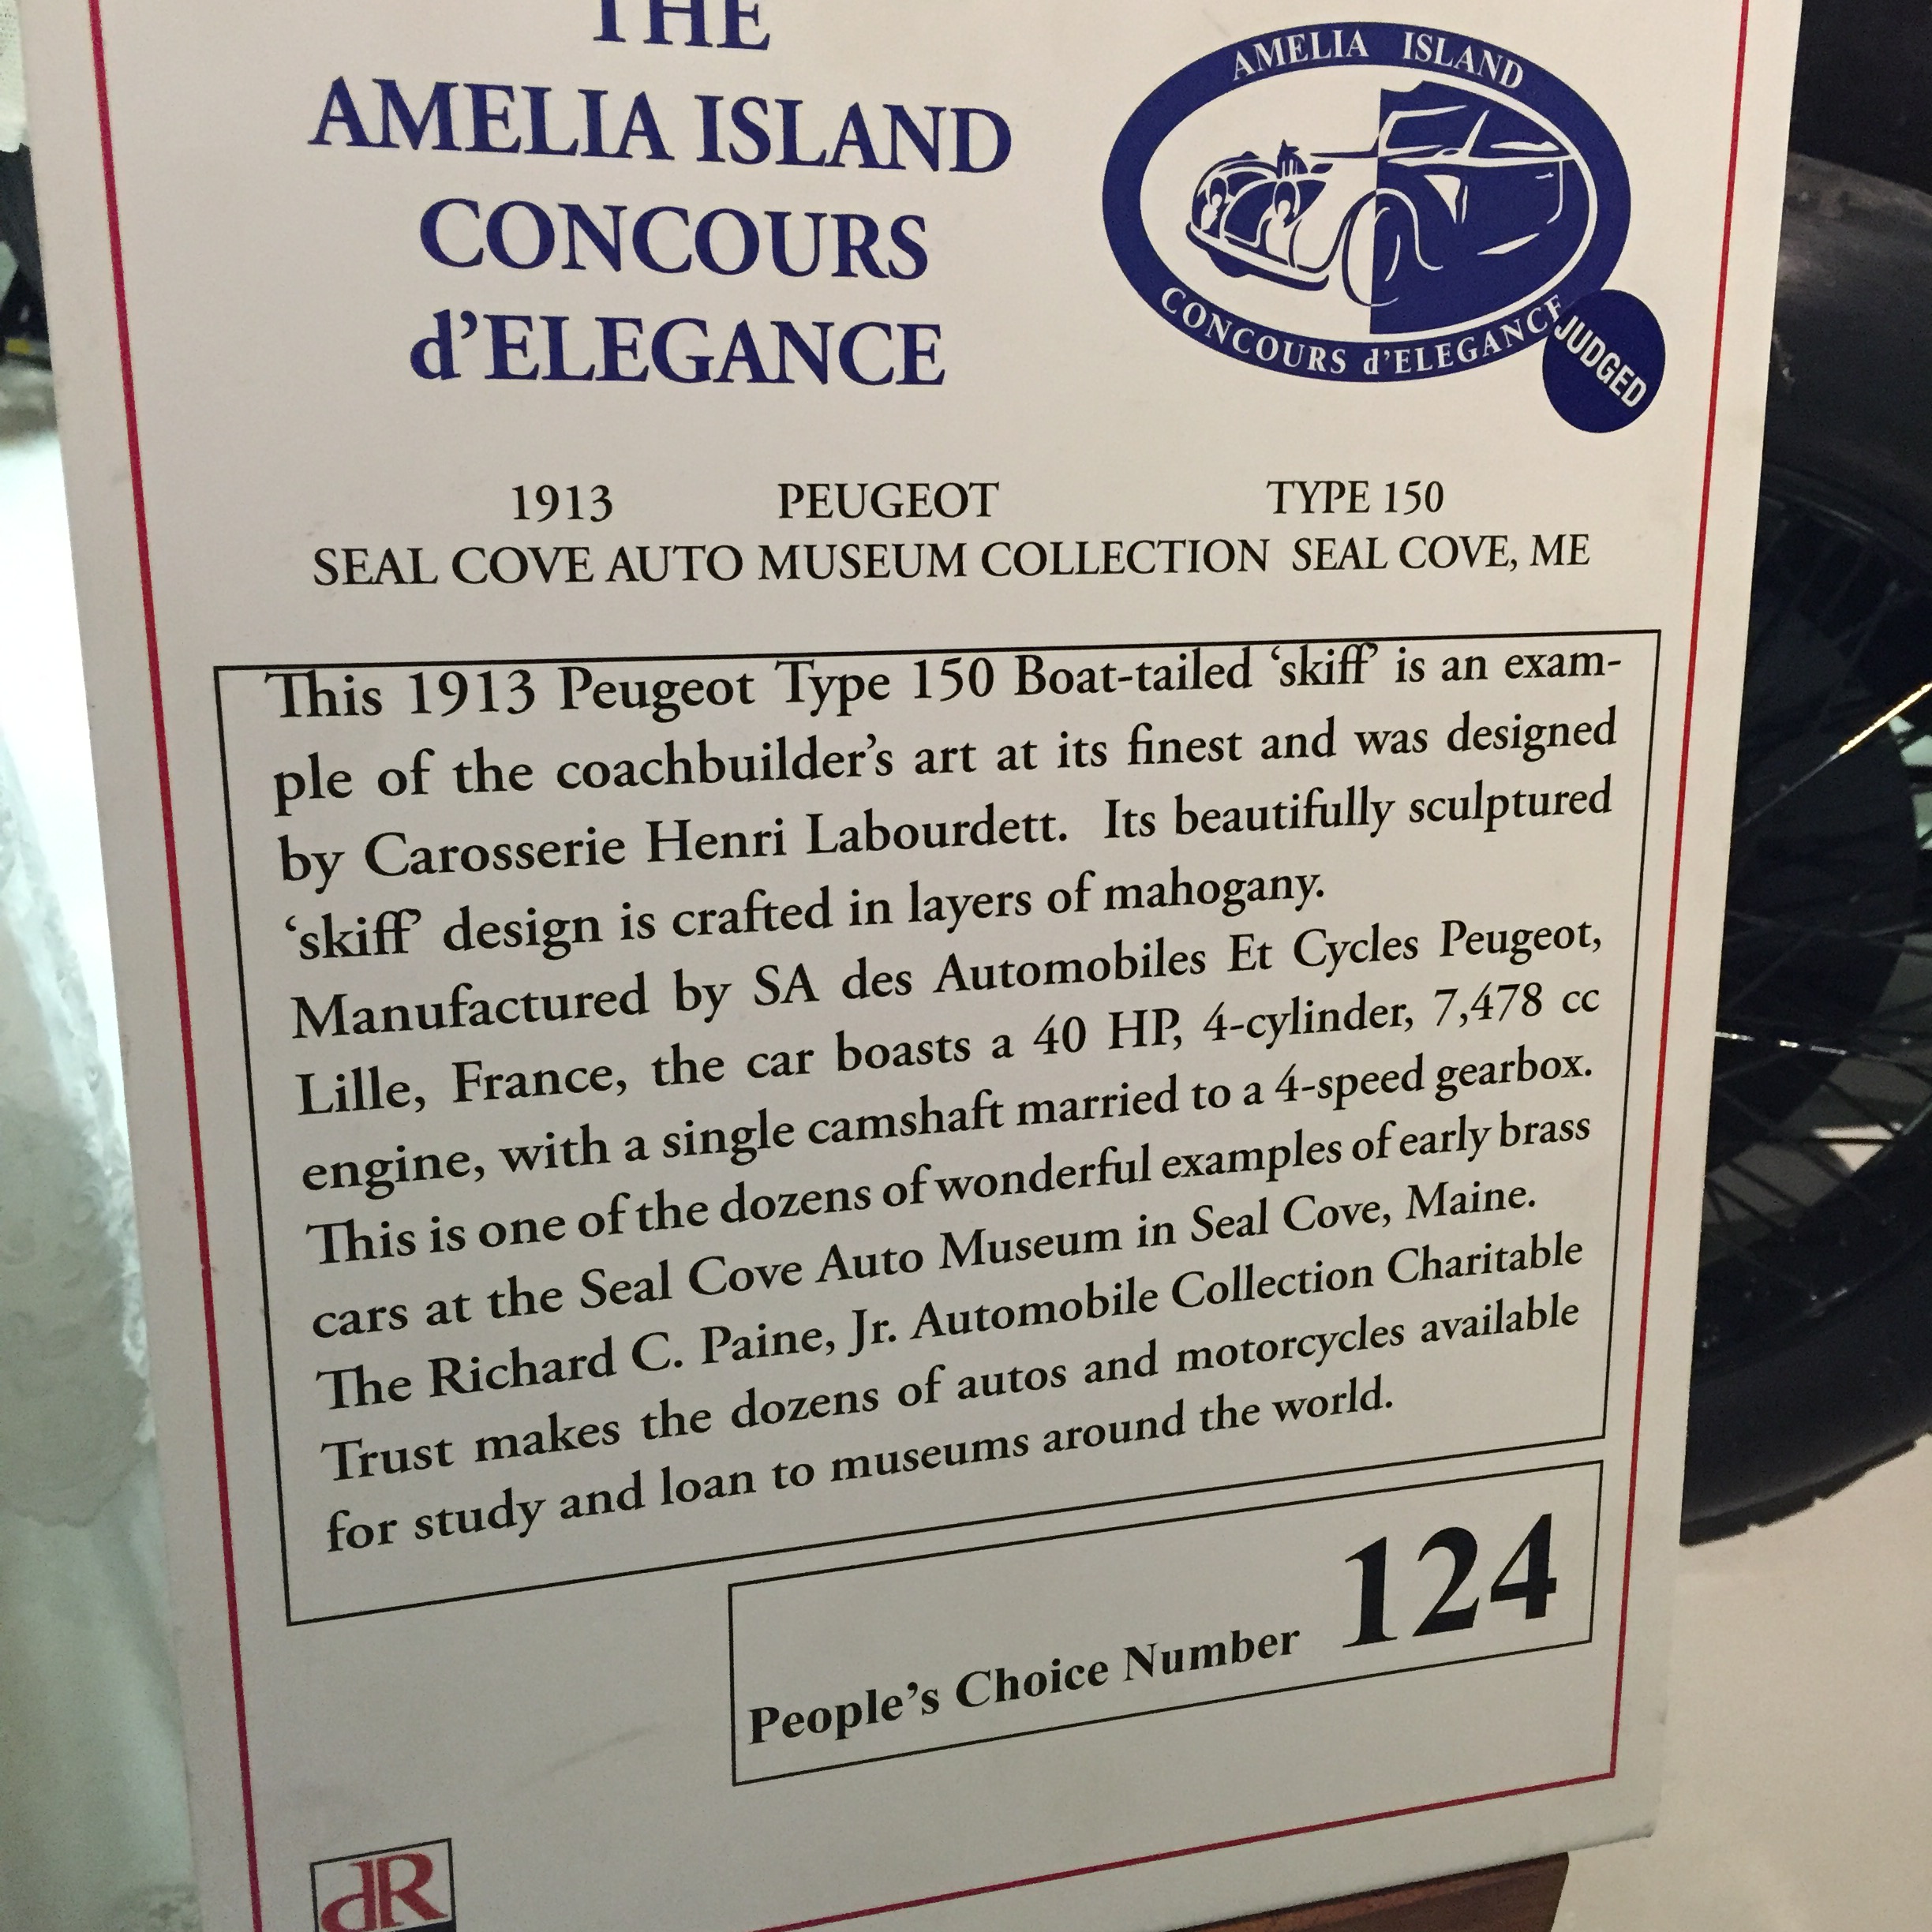 THE
AMELIA ISLAND
CONCOURS
d’ELEGANCE
AMELIA ISLAND
CONCOURS d’ELEGANCE
JUDGED
1913 PEUGEOT TYPE 150
SEAL COVE AUTO MUSEUM COLLECTION SEAL COVE, ME
This 1913 Peugeot Type 150 Boat-tailed ‘skiff’ is an exam-
ple of the coachbuilder’s art at its finest and was designed
by Carosserie Henri Labourdett. Its beautifully sculptured
‘skiff’ design is crafted in layers of mahogany.
Manufactured by SA des Automobiles Et Cycles Peugeot,
Lille, France, the car boasts a 40 HP, 4-cylinder, 7,478 cc
engine, with a single camshaft married to a 4-speed gearbox.
This is one of the dozens of wonderful examples of early brass
cars at the Seal Cove Auto Museum in Seal Cove, Maine.
The Richard C. Paine, Jr. Automobile Collection Charitable
Trust makes the dozens of autos and motorcycles available
for study and loan to museums around the world.
People’s Choice Number 124
dR